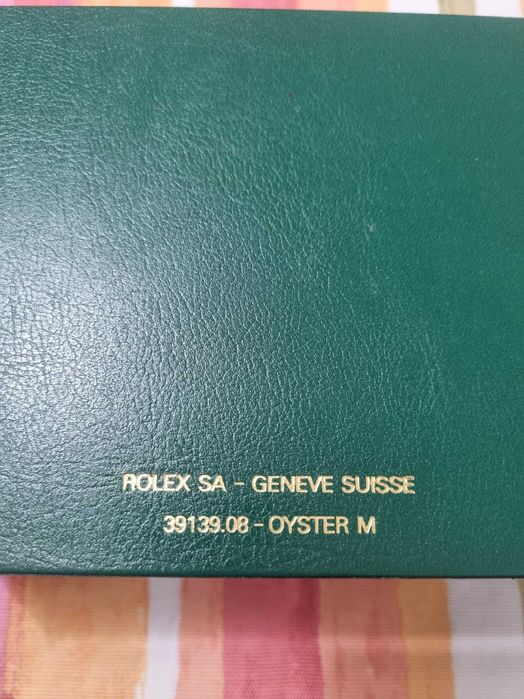 ROLEX SA - GENEVE SUISSE
39139.08 - OYSTER M